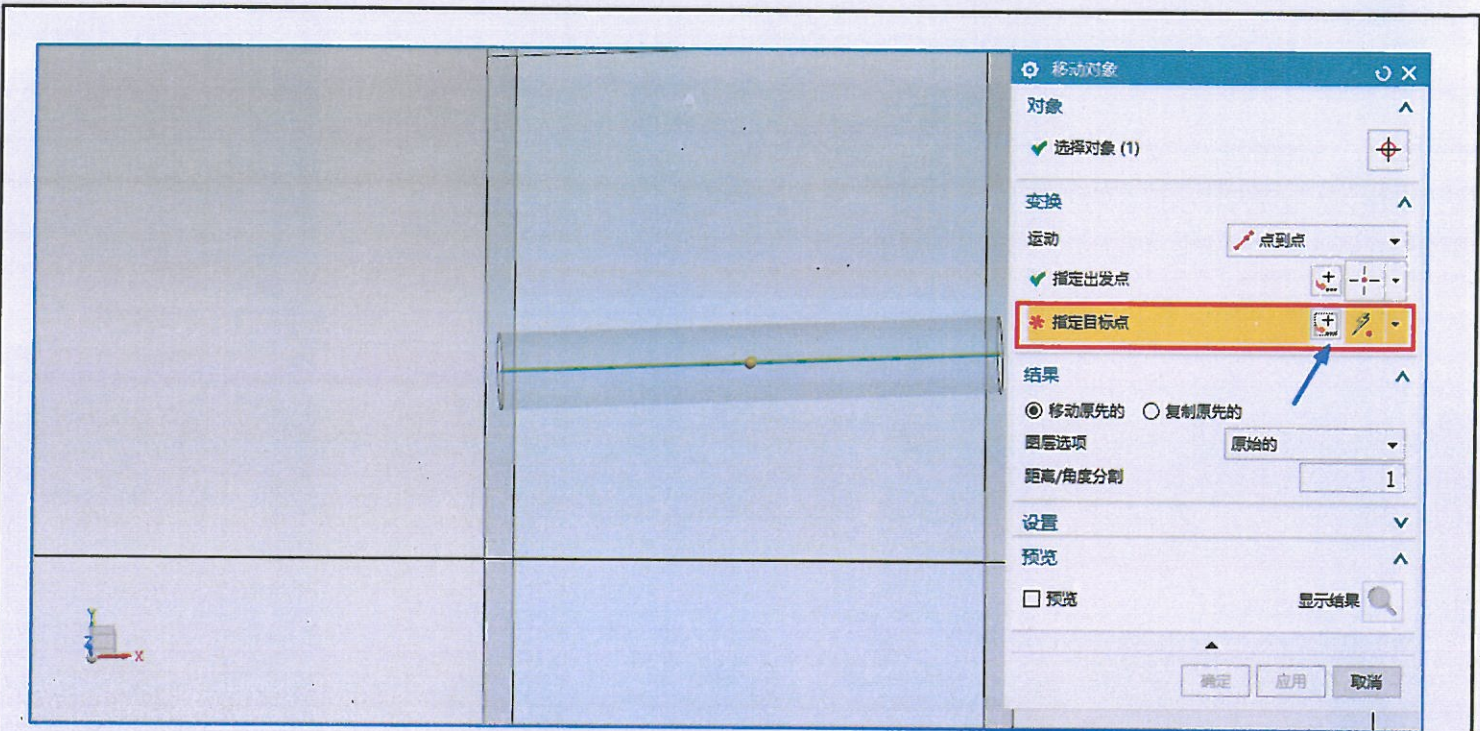 移动对象
对象
选择对象 (1)
变换
运动 点到点
指定出发点
指定目标点
结果
移动原先的 复制原先的
图层选项 原始的
距离/角度分割 1
设置
预览
预览 显示结果
确定 应用 取消
Z X